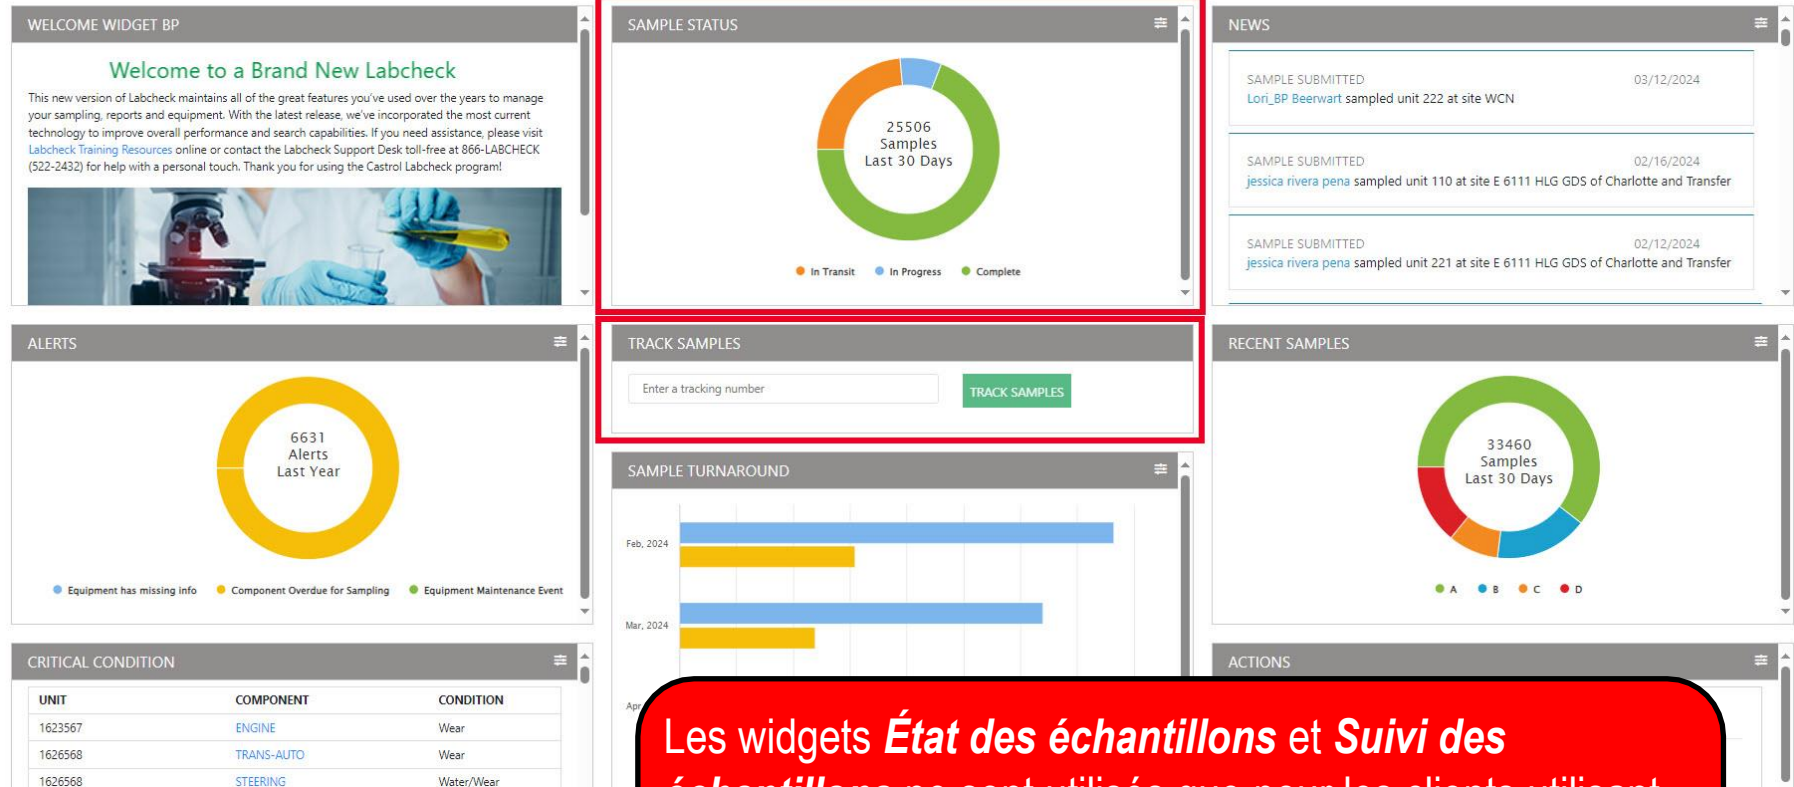 WELCOME WIDGET BP
Welcome to a Brand New Labcheck
This new version of Labcheck maintains all of the great features you've used over the years to manage
your sampling, reports and equipment. With the latest release, we've incorporated the most current
technology to improve overall performance and search capabilities. If you need assistance, please visit
Labcheck Training Resources online or contact the Labcheck Support Desk toll-free at 866-LABCHECK
(522-2432) for help with a personal touch. Thank you for using the Castrol Labcheck program!
SAMPLE STATUS
25506
Samples
Last 30 Days
In Transit In Progress Complete
NEWS
SAMPLE SUBMITTED 03/12/2024
Lori_BP Beerwart sampled unit 222 at site WCN
SAMPLE SUBMITTED 02/16/2024
jessica rivera pena sampled unit 110 at site E 6111 HLG GDS of Charlotte and Transfer
SAMPLE SUBMITTED 02/12/2024
jessica rivera pena sampled unit 221 at site E 6111 HLG GDS of Charlotte and Transfer
ALERTS
6631
Alerts
Last Year
Equipment has missing info Component Overdue for Sampling Equipment Maintenance Event
TRACK SAMPLES
Enter a tracking number TRACK SAMPLES
SAMPLE TURNAROUND
Feb, 2024
Mar, 2024
Apr
RECENT SAMPLES
33460
Samples
Last 30 Days
A B C D
CRITICAL CONDITION
UNIT COMPONENT CONDITION
1623567 ENGINE Wear
1626568 TRANS-AUTO Wear
1626568 STEERING Water/Wear
ACTIONS
Les widgets État des échantillons et Suivi des
échantillons ne sont utilisés que pour les clients utilisant